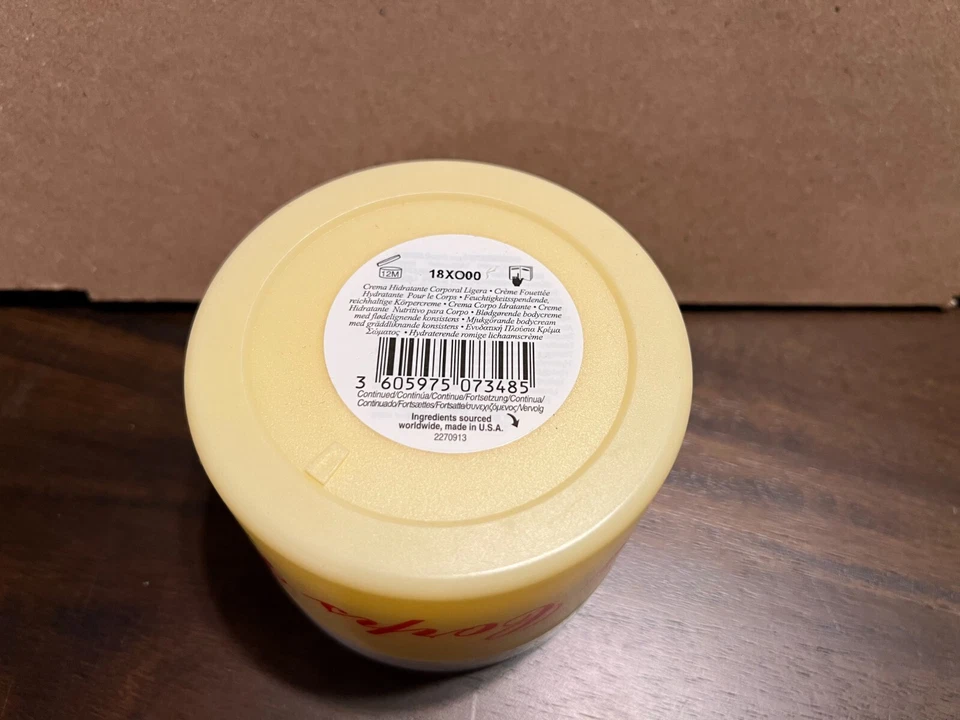 12M
18XO00
Crema Hidratante Corporal Ligera • Crème Fouettée
Hydratante Pour le Corps • Feuchtigkeitsspendende,
reichhaltige Körpercreme • Crema Corpo Idratante • Creme
Hidratante Nutritivo para Corpo • Blødgørende bodycreme
med flødelignende konsistens • Mjukgörande bodycream
med gräddliknande konsistens • Ενυδατική Πλούσια Κρέμα
Σώματος • Hydraterende romige lichaamscrème
3 605975 073485
Continued/Continúa/Continue/Fortsetzung/Continua/
Continuado/Fortsættes/Fortsatte/συνεχιζόμενος/Vervolg
Ingredients sourced
worldwide, made in U.S.A.
2270913
Corps